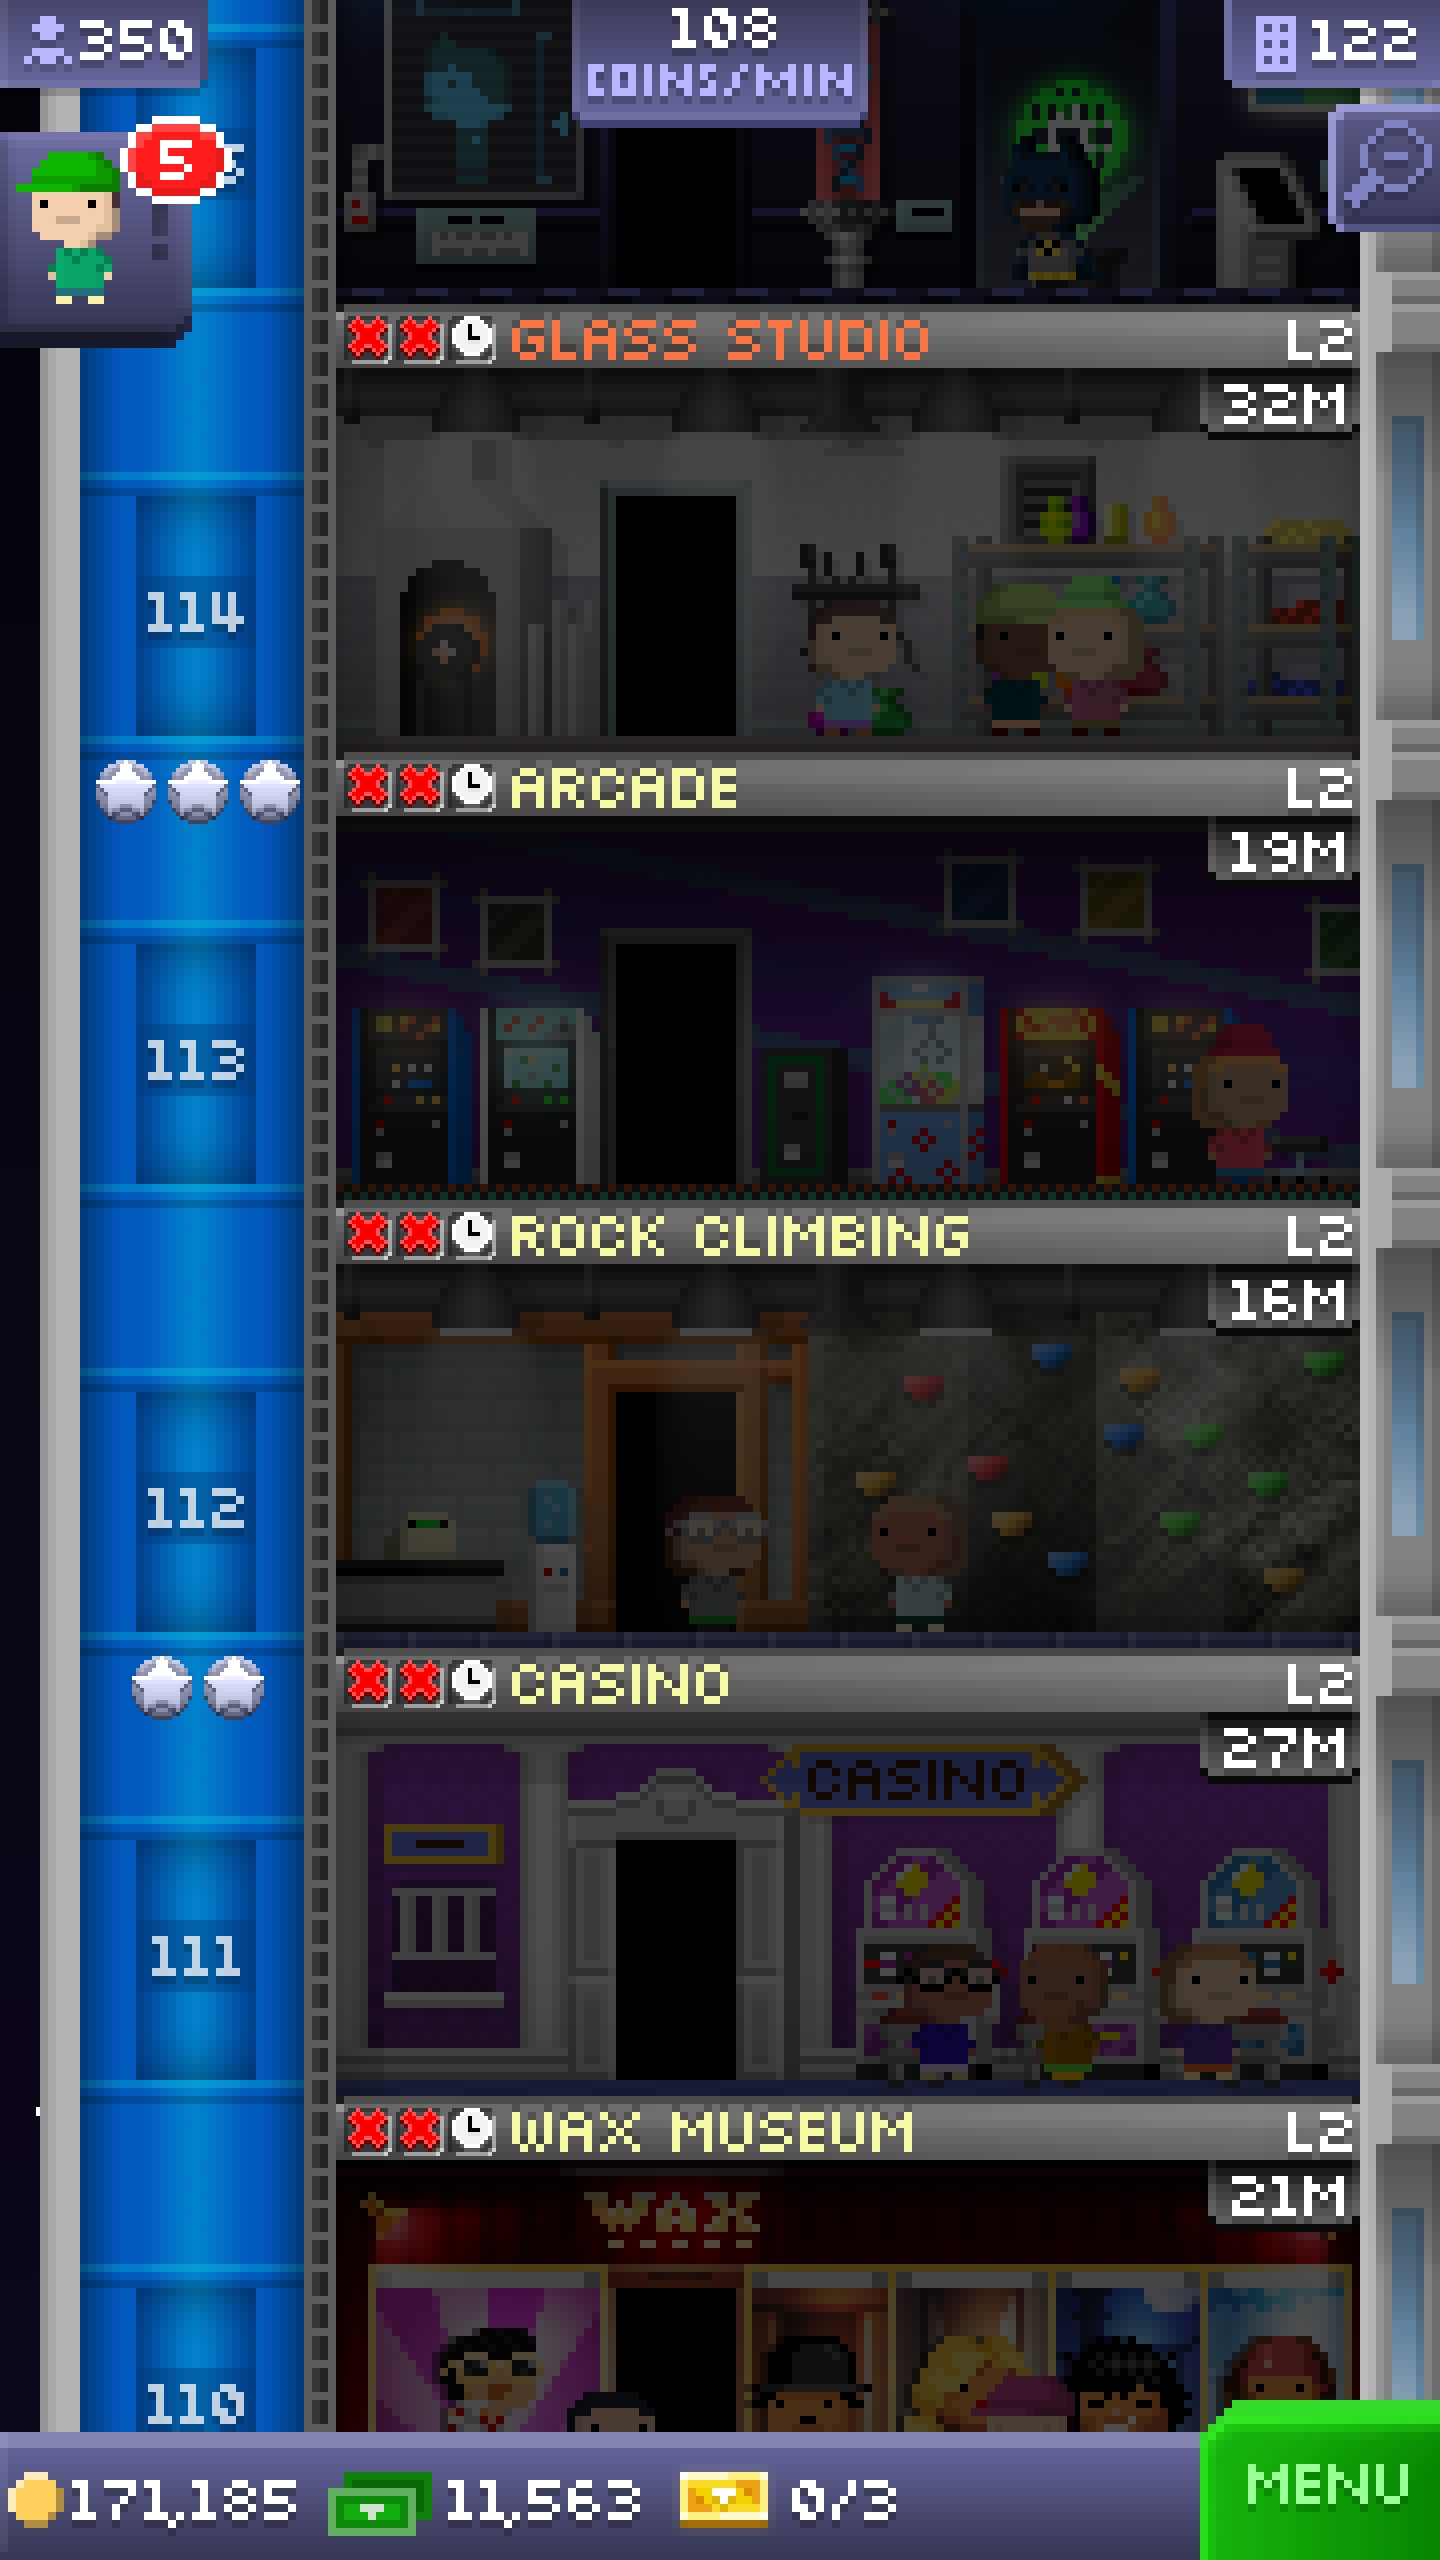 350
108
COINS/MIN
122
5
GLASS STUDIO L2
32M
114
ARCADE L2
19M
113
ROCK CLIMBING L2
16M
112
CASINO L2
27M
CASINO
111
WAX MUSEUM L2
21M
WAX
110
171,185 11,563 0/3 MENU